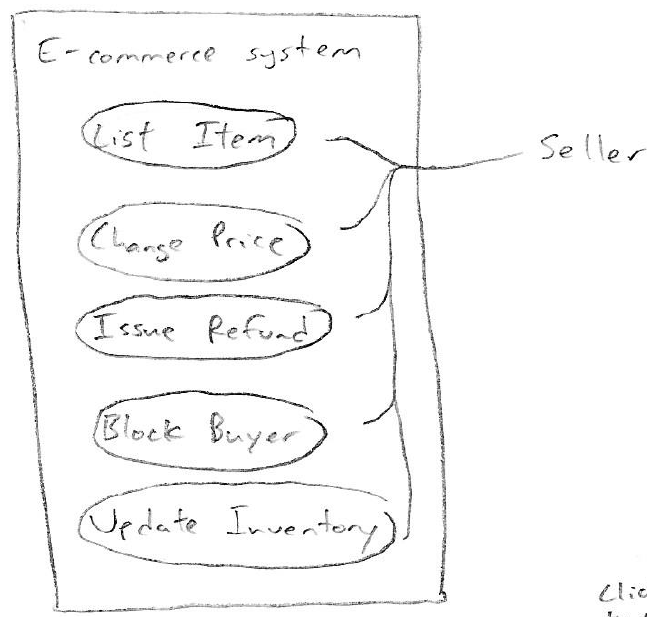 E-commerce system
List Item
Seller
Change Price
Issue Refund
Block Buyer
Update Inventory